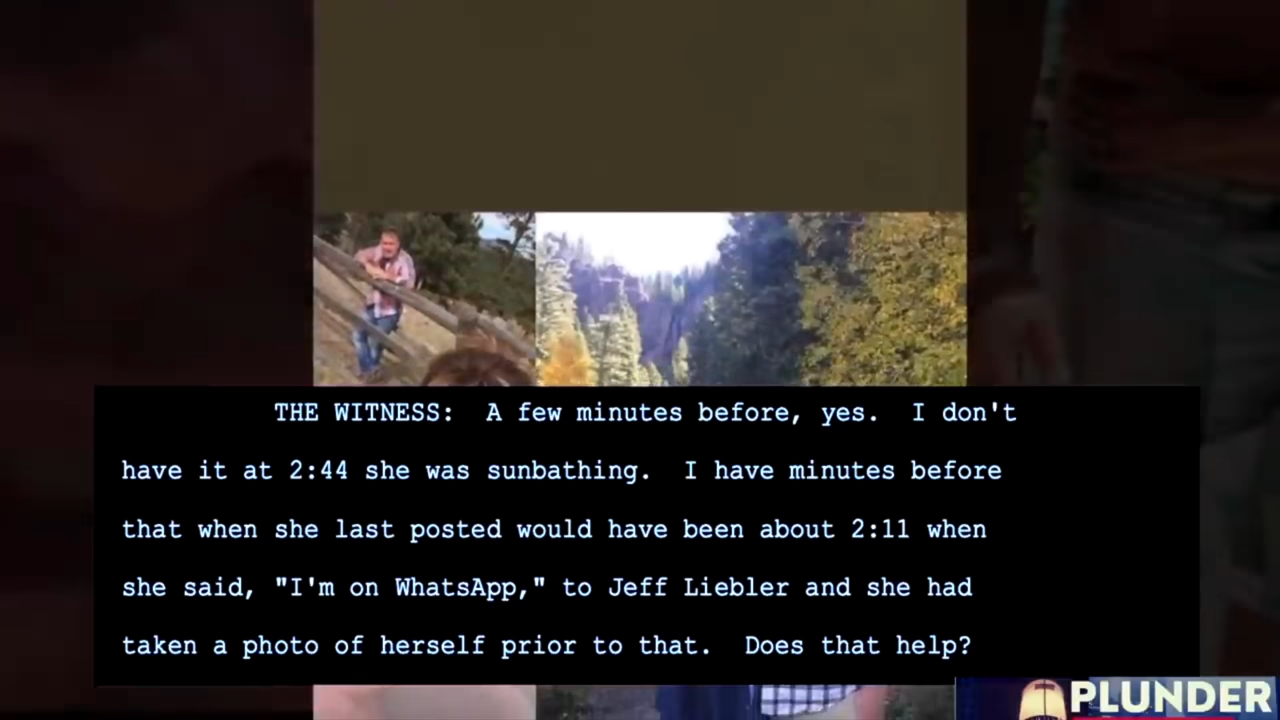 THE WITNESS: A few minutes before, yes. I don't
have it at 2:44 she was sunbathing. I have minutes before
that when she last posted would have been about 2:11 when
she said, "I'm on WhatsApp," to Jeff Liebler and she had
taken a photo of herself prior to that. Does that help?
PLUNDER